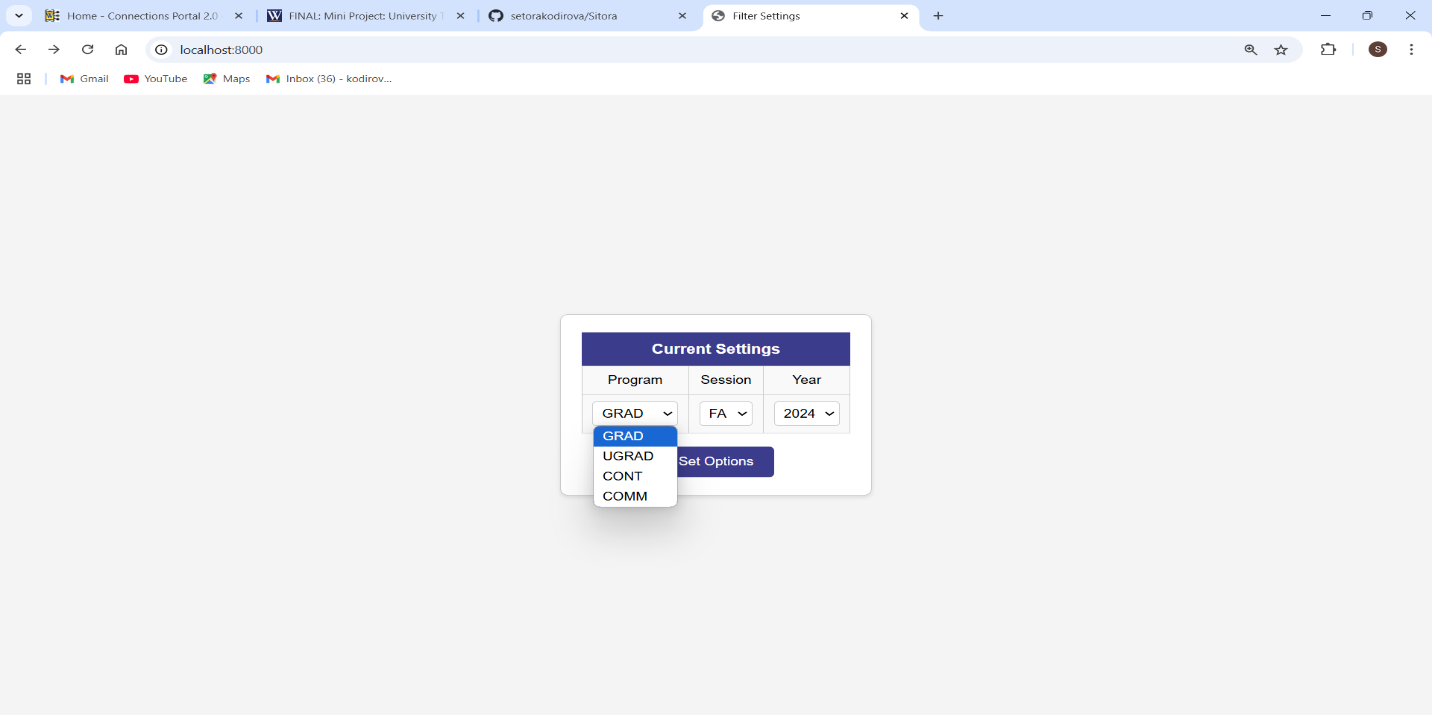 Home - Connections Portal 2.0
FINAL: Mini Project: University
setorakodirova/Sitora
Filter Settings
localhost:8000
S
Gmail
YouTube
Maps
Inbox (36) - kodirov...
Current Settings
Program Session Year
GRAD FA 2024
GRAD
UGRAD
CONT
COMM
Set Options